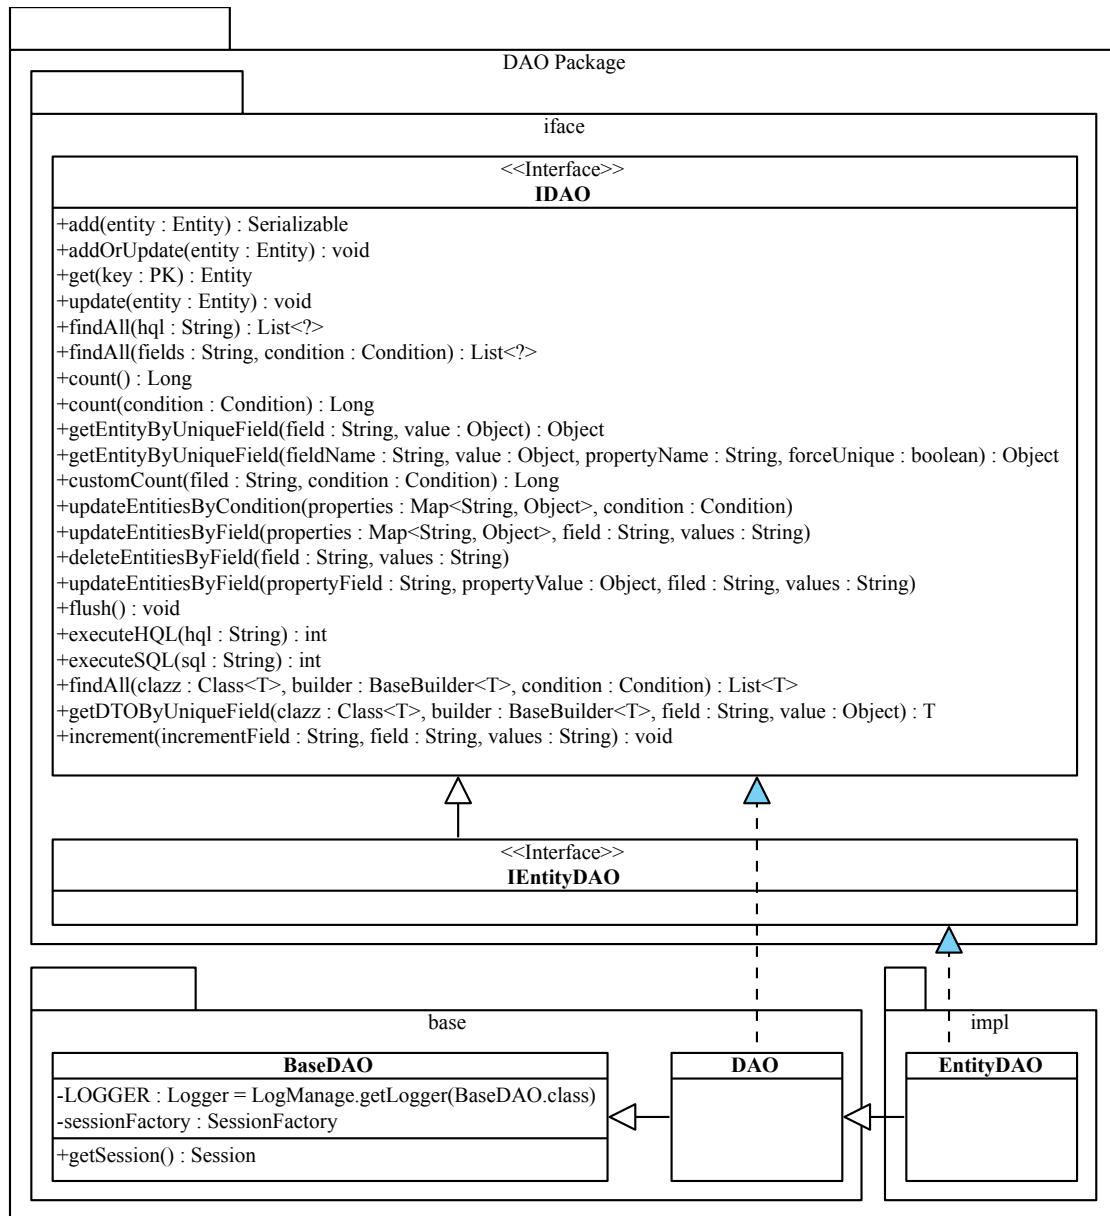 DAO Package
iface
<<Interface>>
IDAO
+add(entity : Entity) : Serializable
+addOrUpdate(entity : Entity) : void
+get(key : PK) : Entity
+update(entity : Entity) : void
+findAll(hql : String) : List<?>
+findAll(fields : String, condition : Condition) : List<?>
+count() : Long
+count(condition : Condition) : Long
+getEntityByUniqueField(field : String, value : Object) : Object
+getEntityByUniqueField(fieldName : String, value : Object, propertyName : String, forceUnique : boolean) : Object
+customCount(filed : String, condition : Condition) : Long
+updateEntitiesByCondition(properties : Map<String, Object>, condition : Condition)
+updateEntitiesByField(properties : Map<String, Object>, field : String, values : String)
+deleteEntitiesByField(field : String, values : String)
+updateEntitiesByField(propertyField : String, propertyValue : Object, filed : String, values : String)
+flush() : void
+executeHQL(hql : String) : int
+executeSQL(sql : String) : int
+findAll(clazz : Class<T>, builder : BaseBuilder<T>, condition : Condition) : List<T>
+getDTOByUniqueField(clazz : Class<T>, builder : BaseBuilder<T>, field : String, value : Object) : T
+increment(incrementField : String, field : String, values : String) : void
<<Interface>>
IEntityDAO
base
BaseDAO
-LOGGER : Logger = LogManage.getLogger(BaseDAO.class)
-sessionFactory : SessionFactory
+getSession() : Session
DAO
impl
EntityDAO